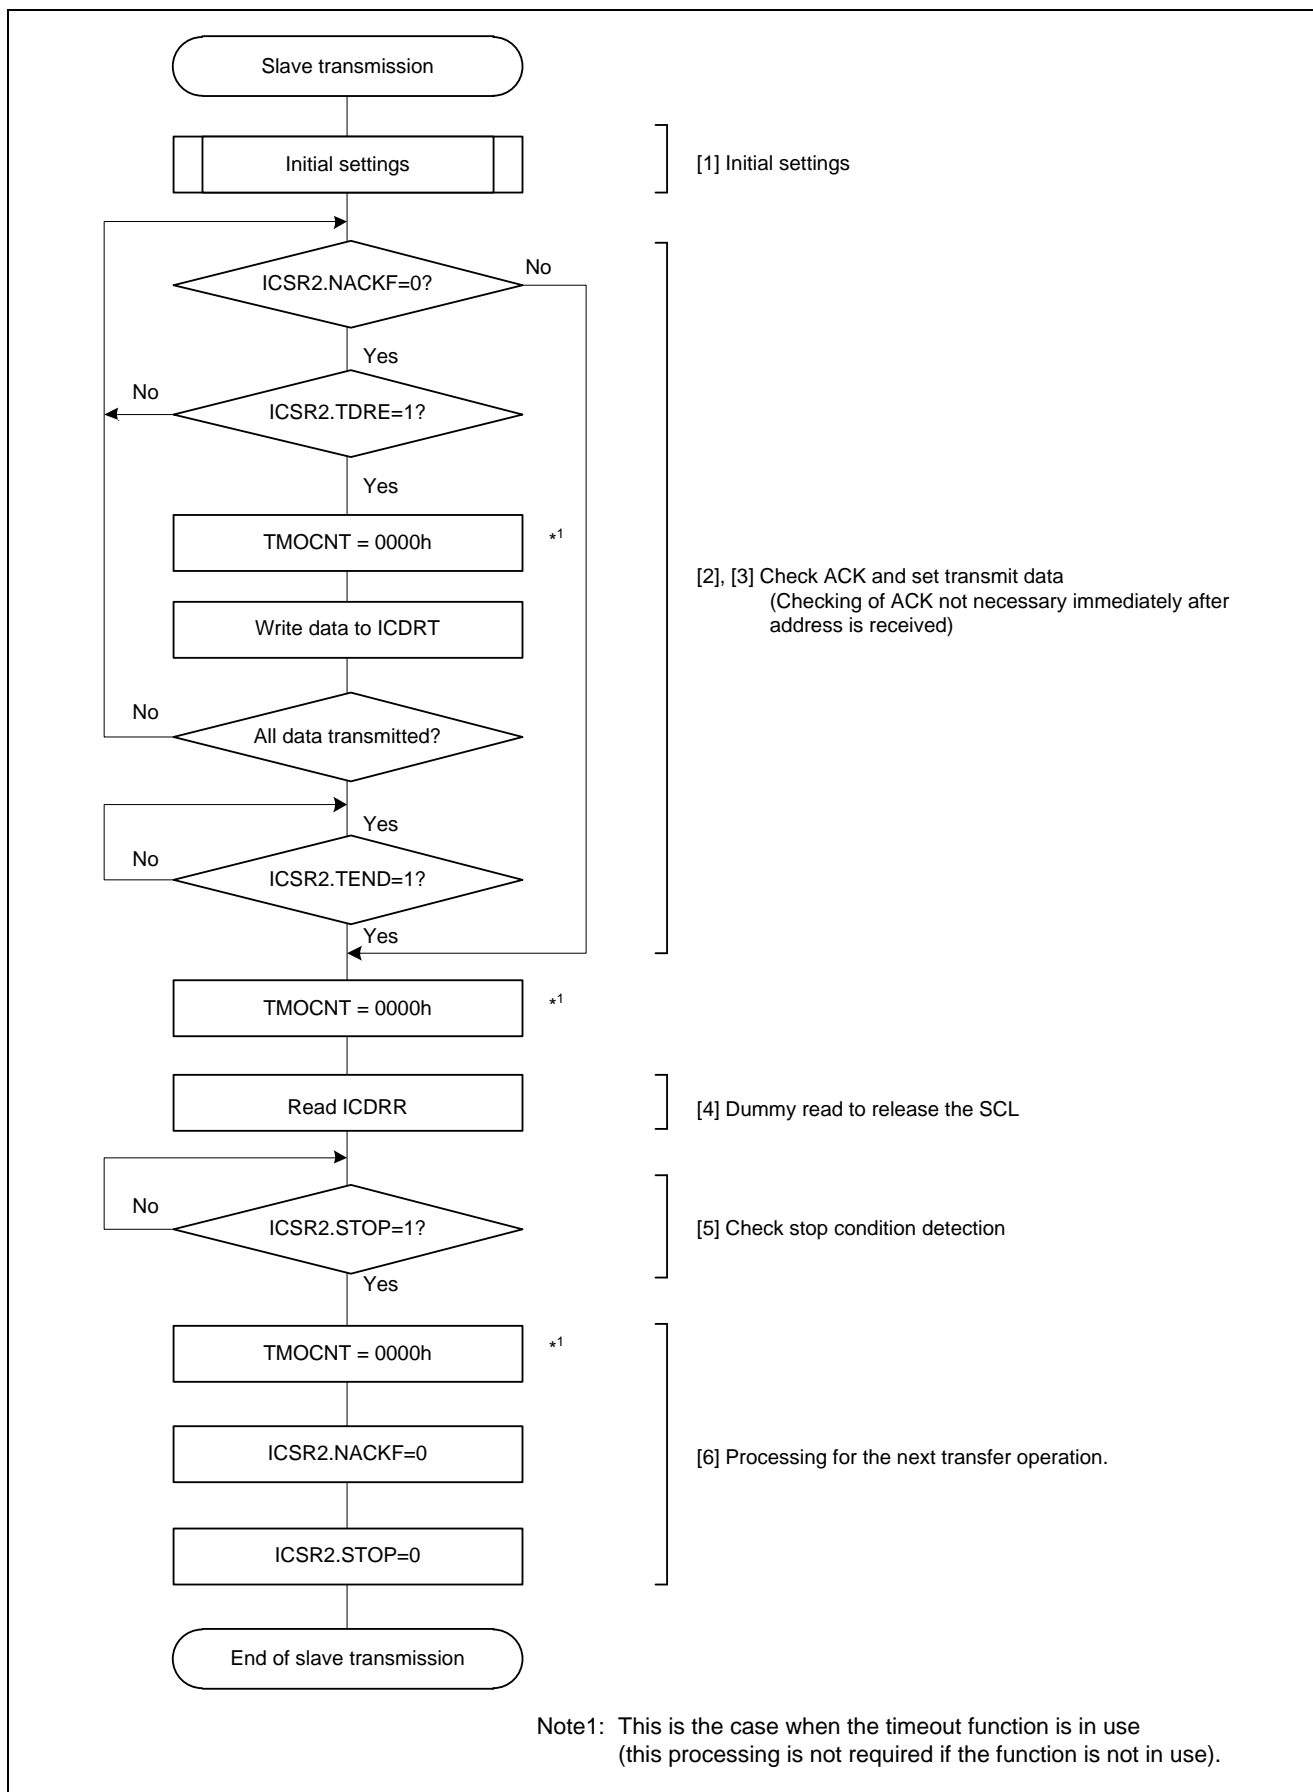 Slave transmission
Initial settings
[1] Initial settings
ICSR2.NACKF=0?
No
Yes
No
ICSR2.TDRE=1?
Yes
TMOCNT = 0000h
*1
[2], [3] Check ACK and set transmit data
(Checking of ACK not necessary immediately after
address is received)
Write data to ICDRT
No
All data transmitted?
Yes
No
ICSR2.TEND=1?
Yes
TMOCNT = 0000h
*1
Read ICDRR
[4] Dummy read to release the SCL
No
ICSR2.STOP=1?
[5] Check stop condition detection
Yes
TMOCNT = 0000h
*1
ICSR2.NACKF=0
[6] Processing for the next transfer operation.
ICSR2.STOP=0
End of slave transmission
Note1: This is the case when the timeout function is in use
(this processing is not required if the function is not in use).